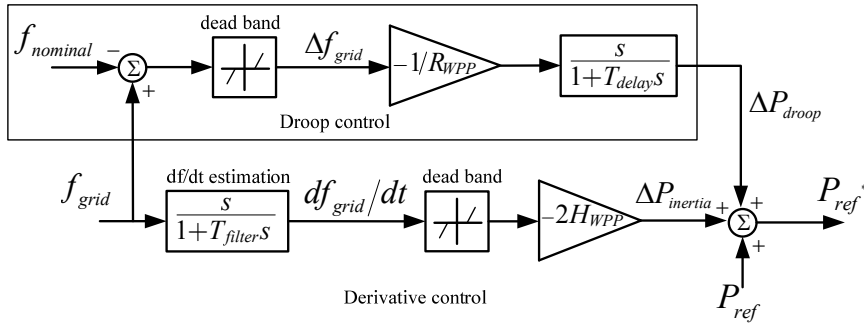 dead band
f_nominal
−
Σ
+
Δf_grid
−1/R_WPP
s
1+T_delay s
Droop control
ΔP_droop
f_grid
df/dt estimation
s
1+T_filter s
df_grid/dt
dead band
−2H_WPP
ΔP_inertia
+
+
Σ
+
P_ref'
P_ref
Derivative control